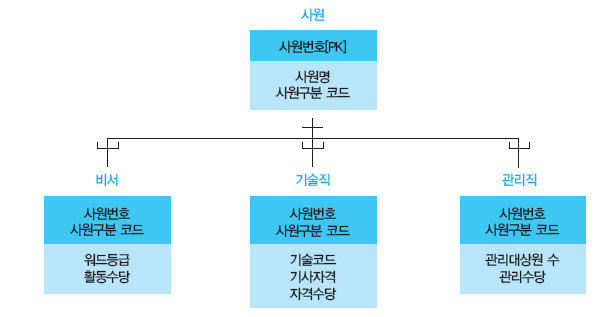 사원
사원번호[PK]
사원명
사원구분 코드
비서
사원번호
사원구분 코드
워드등급
활동수당
기술직
사원번호
사원구분 코드
기술코드
기사자격
자격수당
관리직
사원번호
사원구분 코드
관리대상원 수
관리수당